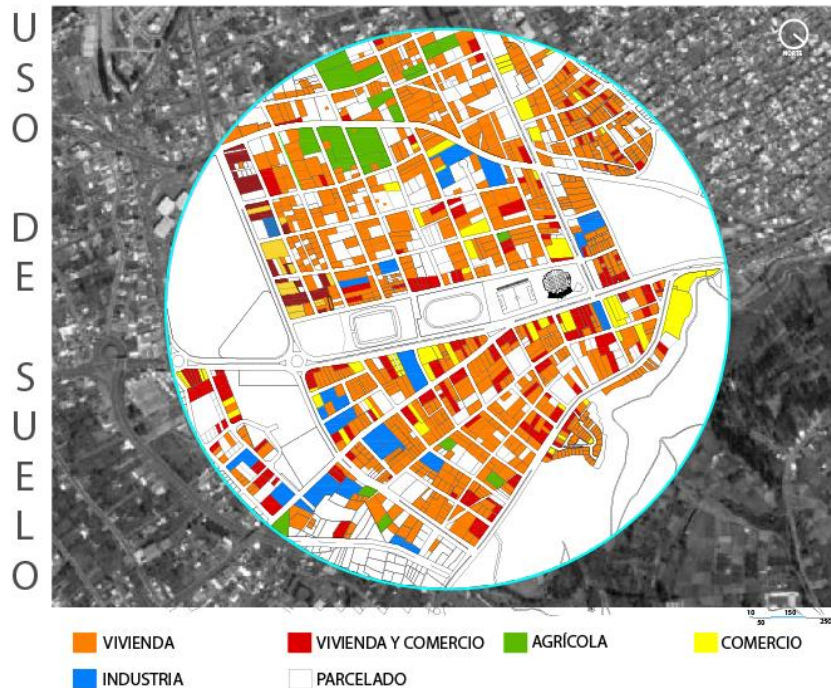 USO DE SUELO
NORTE
10 150
50 250
VIVIENDA
VIVIENDA Y COMERCIO
AGRÍCOLA
COMERCIO
INDUSTRIA
PARCELADO